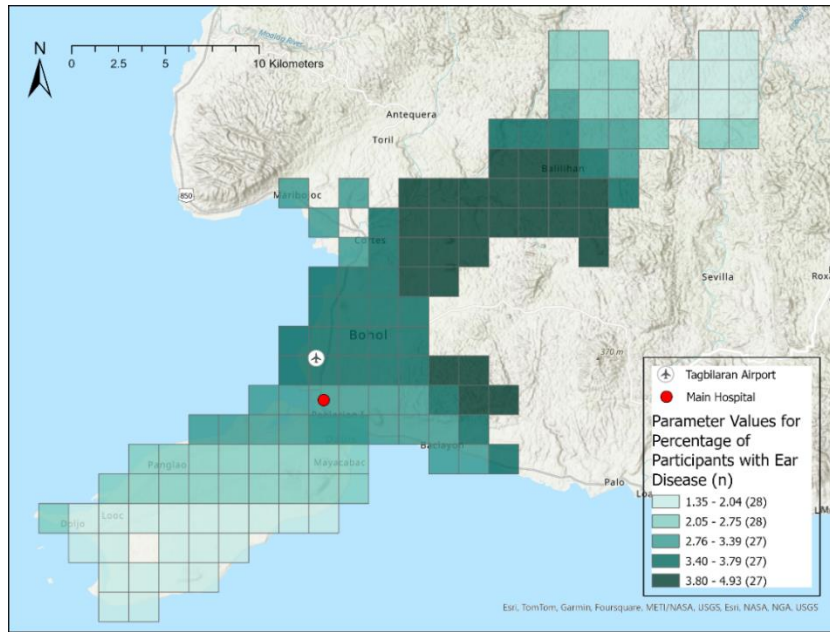 N
0 2.5 5 10 Kilometers
Antequera
Toril
850
Maribojoc
Balilihan
Cortes
Sevilla
Bohol
370 m
Baclayon
Panglao
Mayacabac
Palo
Doljo
Looc
Tagbilaran Airport
Main Hospital
Parameter Values for
Percentage of
Participants with Ear
Disease (n)
1.35 - 2.04 (28)
2.05 - 2.75 (28)
2.76 - 3.39 (27)
3.40 - 3.79 (27)
3.80 - 4.93 (27)
Esri, TomTom, Garmin, Foursquare, METI/NASA, USGS, Esri, NASA, NGA, USGS